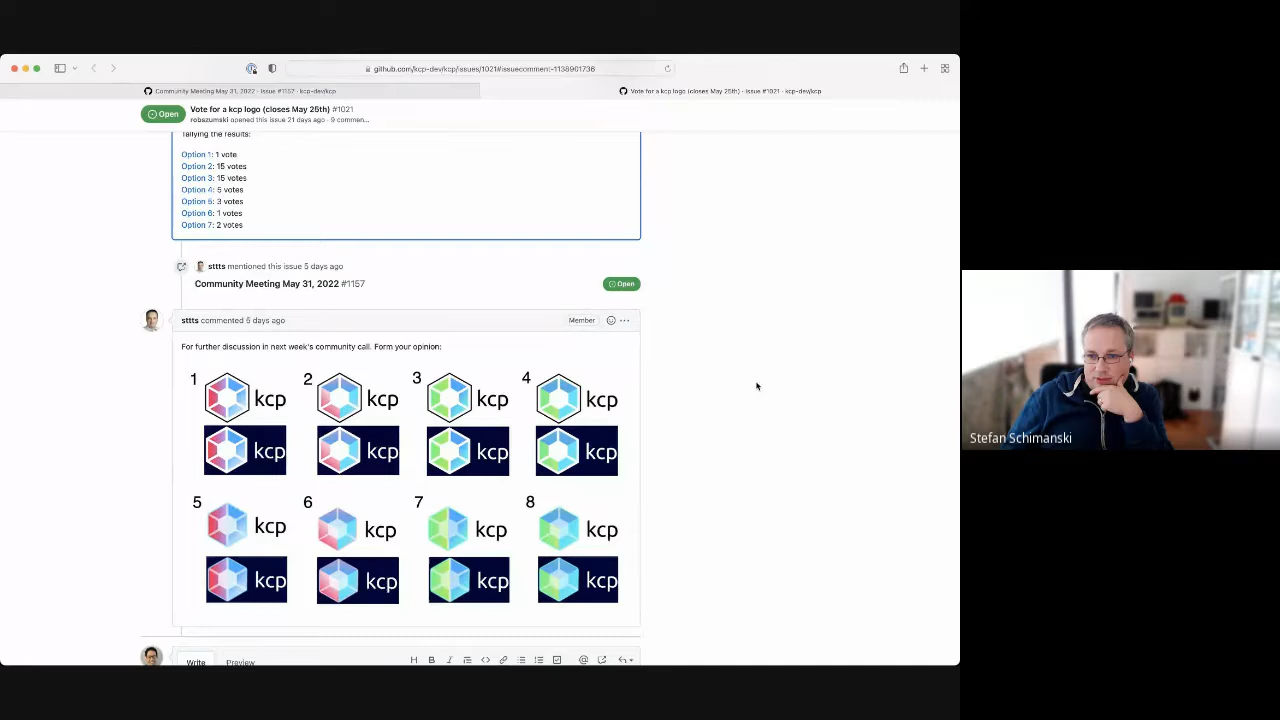 github.com/kcp-dev/kcp/issues/1021#issuecomment-1138901736
Community Meeting May 31, 2022 · Issue #1157 · kcp-dev/kcp
Vote for a kcp logo (closes May 25th) · Issue #1021 · kcp-dev/kcp
Open
Vote for a kcp logo (closes May 25th) #1021
robszumski opened this issue 21 days ago · 9 commen...
Tallying the results:
Option 1: 1 vote
Option 2: 15 votes
Option 3: 15 votes
Option 4: 5 votes
Option 5: 3 votes
Option 6: 1 votes
Option 7: 2 votes
sttts mentioned this issue 5 days ago
Community Meeting May 31, 2022 #1157
Open
sttts commented 5 days ago
Member
For further discussion in next week's community call. Form your opinion:
1 kcp 2 kcp 3 kcp 4 kcp
kcp kcp kcp kcp
5 kcp 6 kcp 7 kcp 8 kcp
kcp kcp kcp kcp
Write Preview
Stefan Schimanski